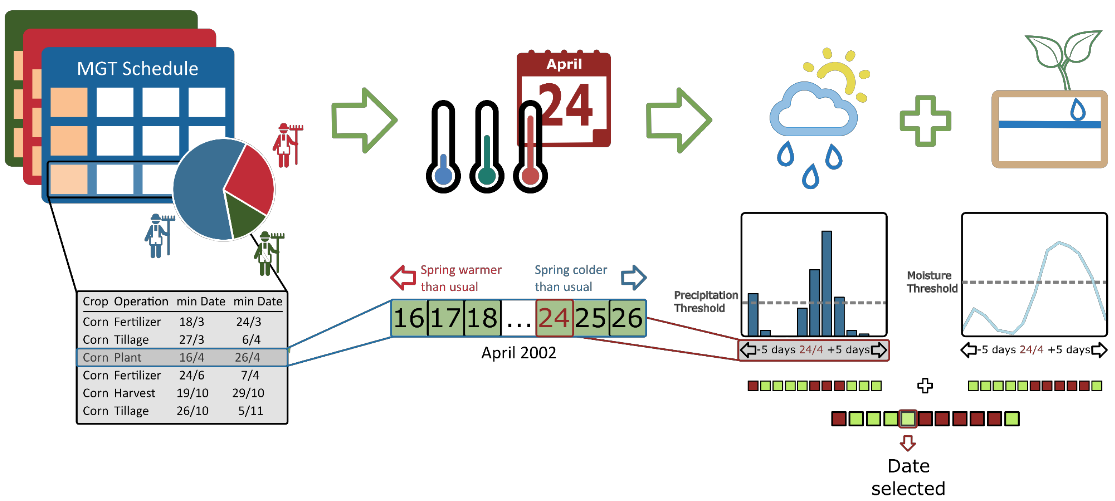 MGT Schedule
April
24
Crop Operation min Date min Date
Corn Fertilizer 18/3 24/3
Corn Tillage 27/3 6/4
Corn Plant 16/4 26/4
Corn Fertilizer 24/6 7/4
Corn Harvest 19/10 29/10
Corn Tillage 26/10 5/11
Spring warmer
than usual
Spring colder
than usual
16 17 18 ... 24 25 26
April 2002
Precipitation
Threshold
-5 days 24/4 +5 days
Moisture
Threshold
-5 days 24/4 +5 days
Date
selected